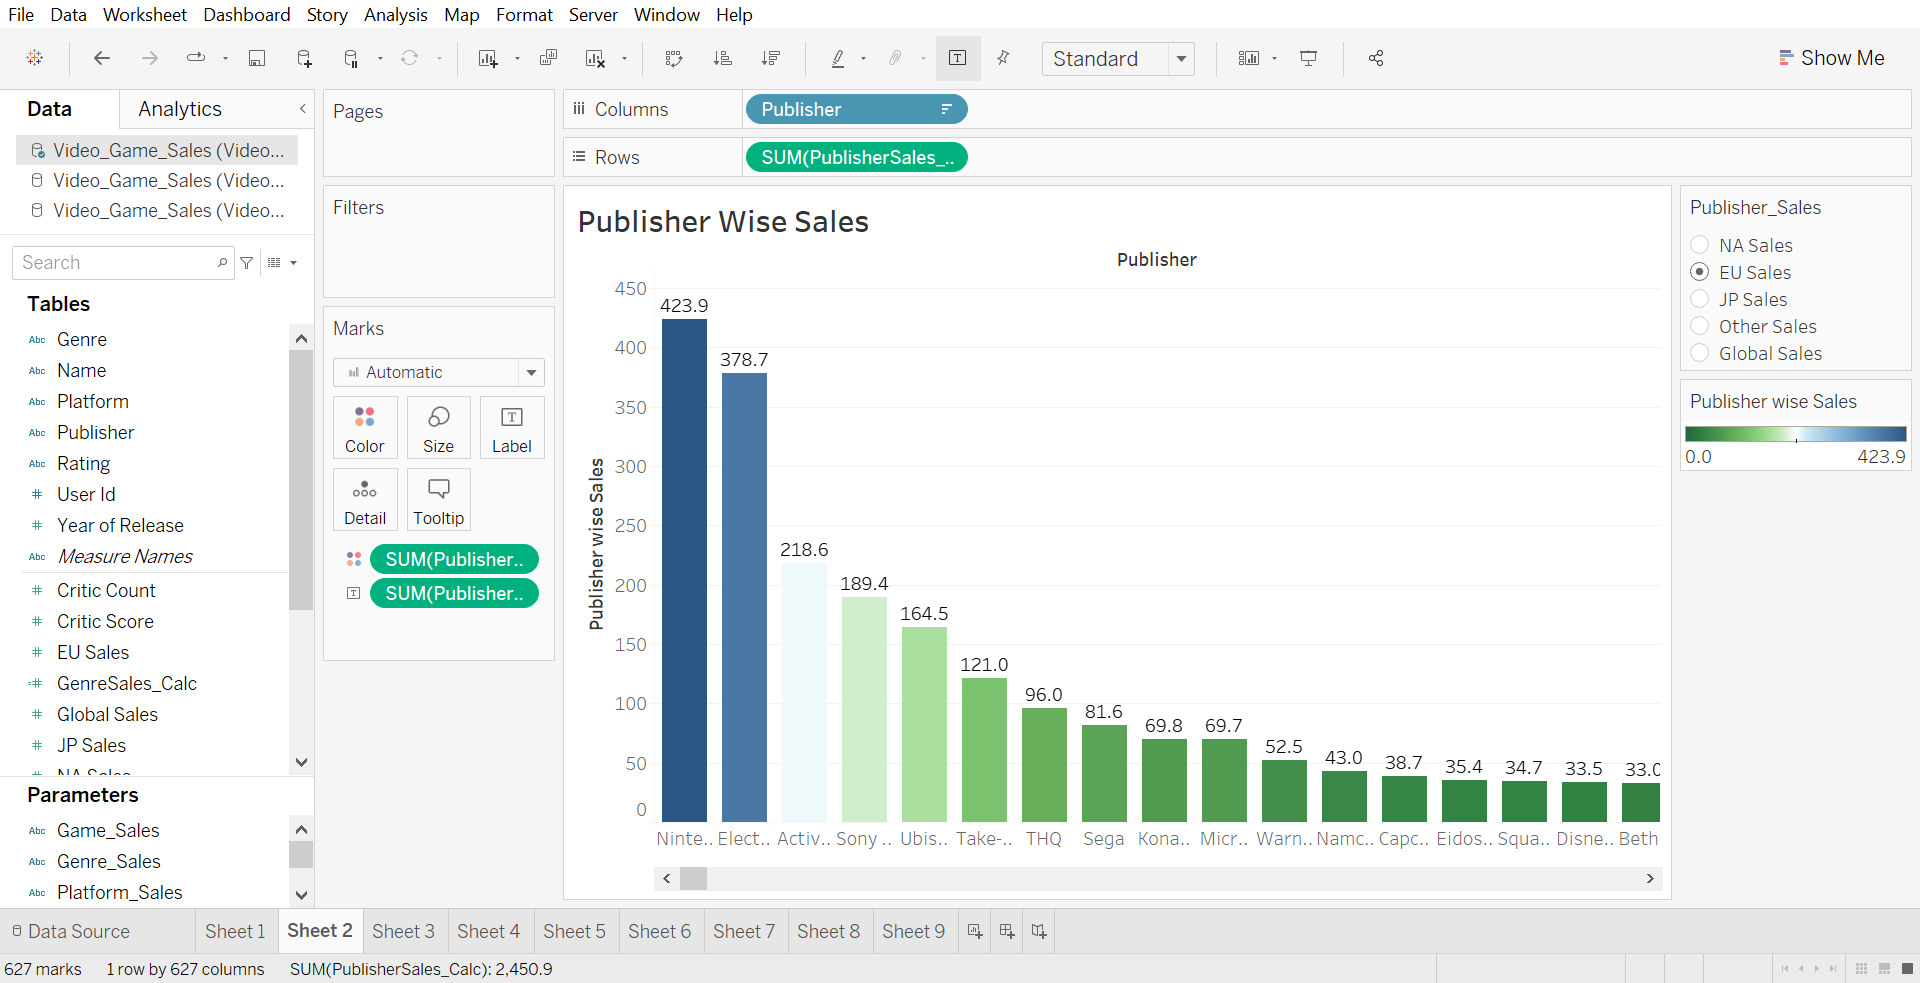 File Data Worksheet Dashboard Story Analysis Map Format Server Window Help
Standard
Show Me
Data Analytics
Video_Game_Sales (Video...
Video_Game_Sales (Video...
Video_Game_Sales (Video...
Search
Tables
Abc Genre
Abc Name
Abc Platform
Abc Publisher
Abc Rating
# User Id
# Year of Release
Abc Measure Names
# Critic Count
# Critic Score
# EU Sales
=# GenreSales_Calc
# Global Sales
# JP Sales
# NA Sales
Parameters
Abc Game_Sales
Abc Genre_Sales
Abc Platform_Sales
Pages
Filters
Marks
Automatic
Color Size Label
Detail Tooltip
SUM(Publisher..
SUM(Publisher..
Columns Publisher
Rows SUM(PublisherSales_..
Publisher Wise Sales
Publisher
Publisher wise Sales
450
400
350
300
250
200
150
100
50
0
423.9
378.7
218.6
189.4
164.5
121.0
96.0
81.6
69.8
69.7
52.5
43.0
38.7
35.4
34.7
33.5
33.0
Ninte.. Elect.. Activ.. Sony .. Ubis.. Take-.. THQ Sega Kona.. Micr.. Warn.. Namc.. Capc.. Eidos.. Squa.. Disne.. Beth
Publisher_Sales
NA Sales
EU Sales
JP Sales
Other Sales
Global Sales
Publisher wise Sales
0.0 423.9
Data Source Sheet 1 Sheet 2 Sheet 3 Sheet 4 Sheet 5 Sheet 6 Sheet 7 Sheet 8 Sheet 9
627 marks 1 row by 627 columns SUM(PublisherSales_Calc): 2,450.9